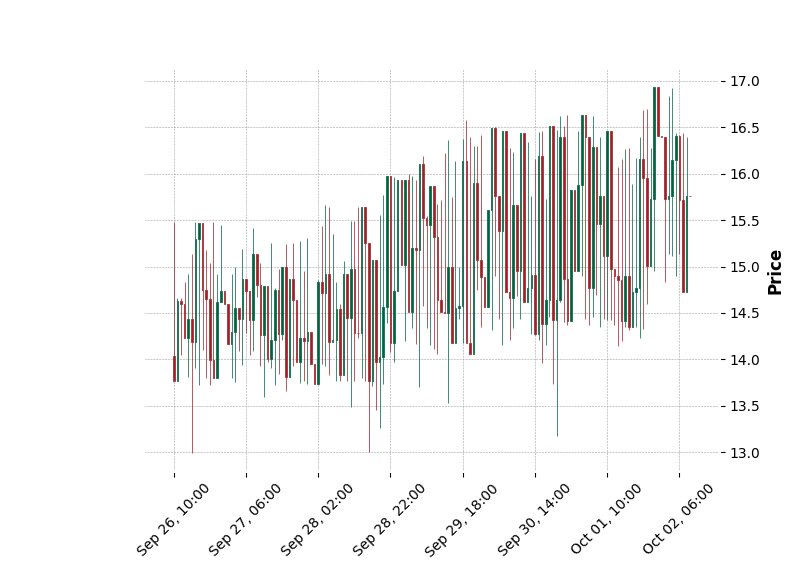 17.0
16.5
16.0
15.5
15.0
14.5
14.0
13.5
13.0
Price
Sep 26, 10:00
Sep 27, 06:00
Sep 28, 02:00
Sep 28, 22:00
Sep 29, 18:00
Sep 30, 14:00
Oct 01, 10:00
Oct 02, 06:00